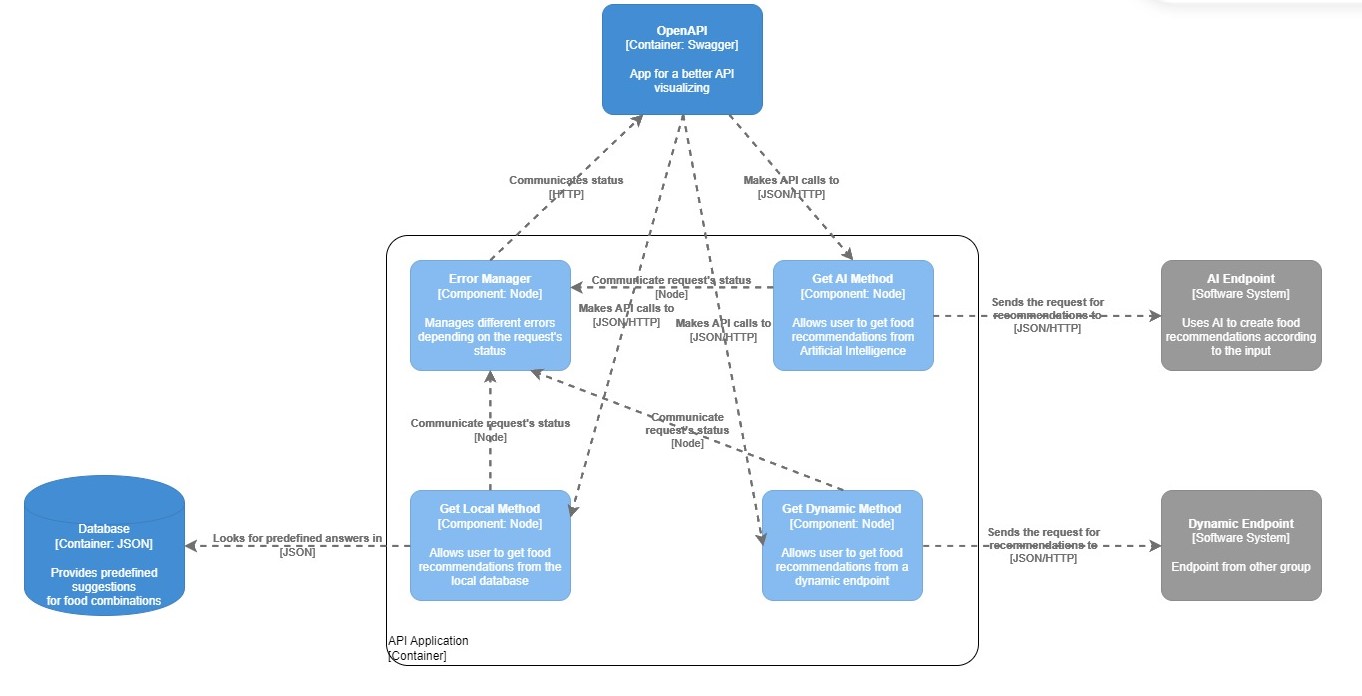 OpenAPI
[Container: Swagger]
App for a better API
visualizing
Communicates status
[HTTP]
Makes API calls to
[JSON/HTTP]
Error Manager
[Component: Node]
Manages different errors
depending on the request's
status
Communicate request's status
[Node]
Makes API calls to
[JSON/HTTP]
Makes API calls to
[JSON/HTTP]
Get AI Method
[Component: Node]
Allows user to get food
recommendations from
Artificial Intelligence
Sends the request for
recommendations to
[JSON/HTTP]
AI Endpoint
[Software System]
Uses AI to create food
recommendations according
to the input
Communicate request's status
[Node]
Communicate
request's status
[Node]
Database
[Container: JSON]
Provides predefined
suggestions
for food combinations
Looks for predefined answers in
[JSON]
Get Local Method
[Component: Node]
Allows user to get food
recommendations from the
local database
Get Dynamic Method
[Component: Node]
Allows user to get food
recommendations from a
dynamic endpoint
Sends the request for
recommendations to
[JSON/HTTP]
Dynamic Endpoint
[Software System]
Endpoint from other group
API Application
[Container]